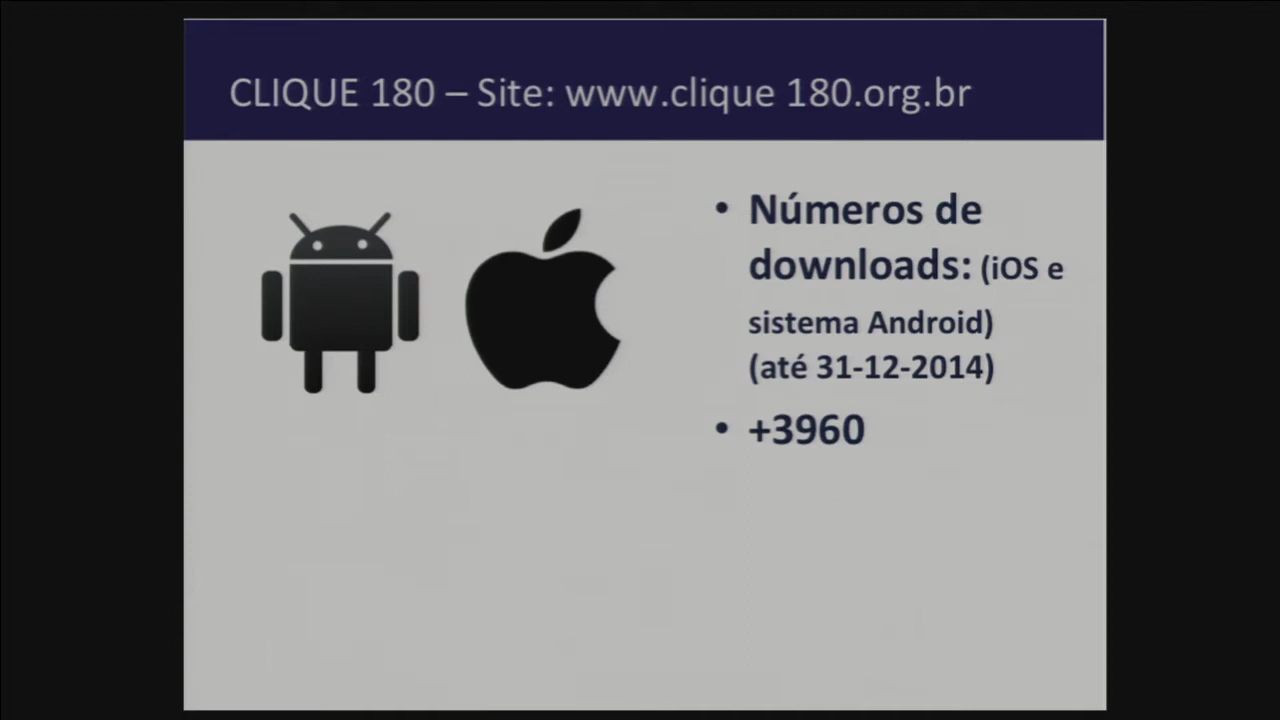 CLIQUE 180 – Site: www.clique 180.org.br
• Números de
downloads: (iOS e
sistema Android)
(até 31-12-2014)
• +3960